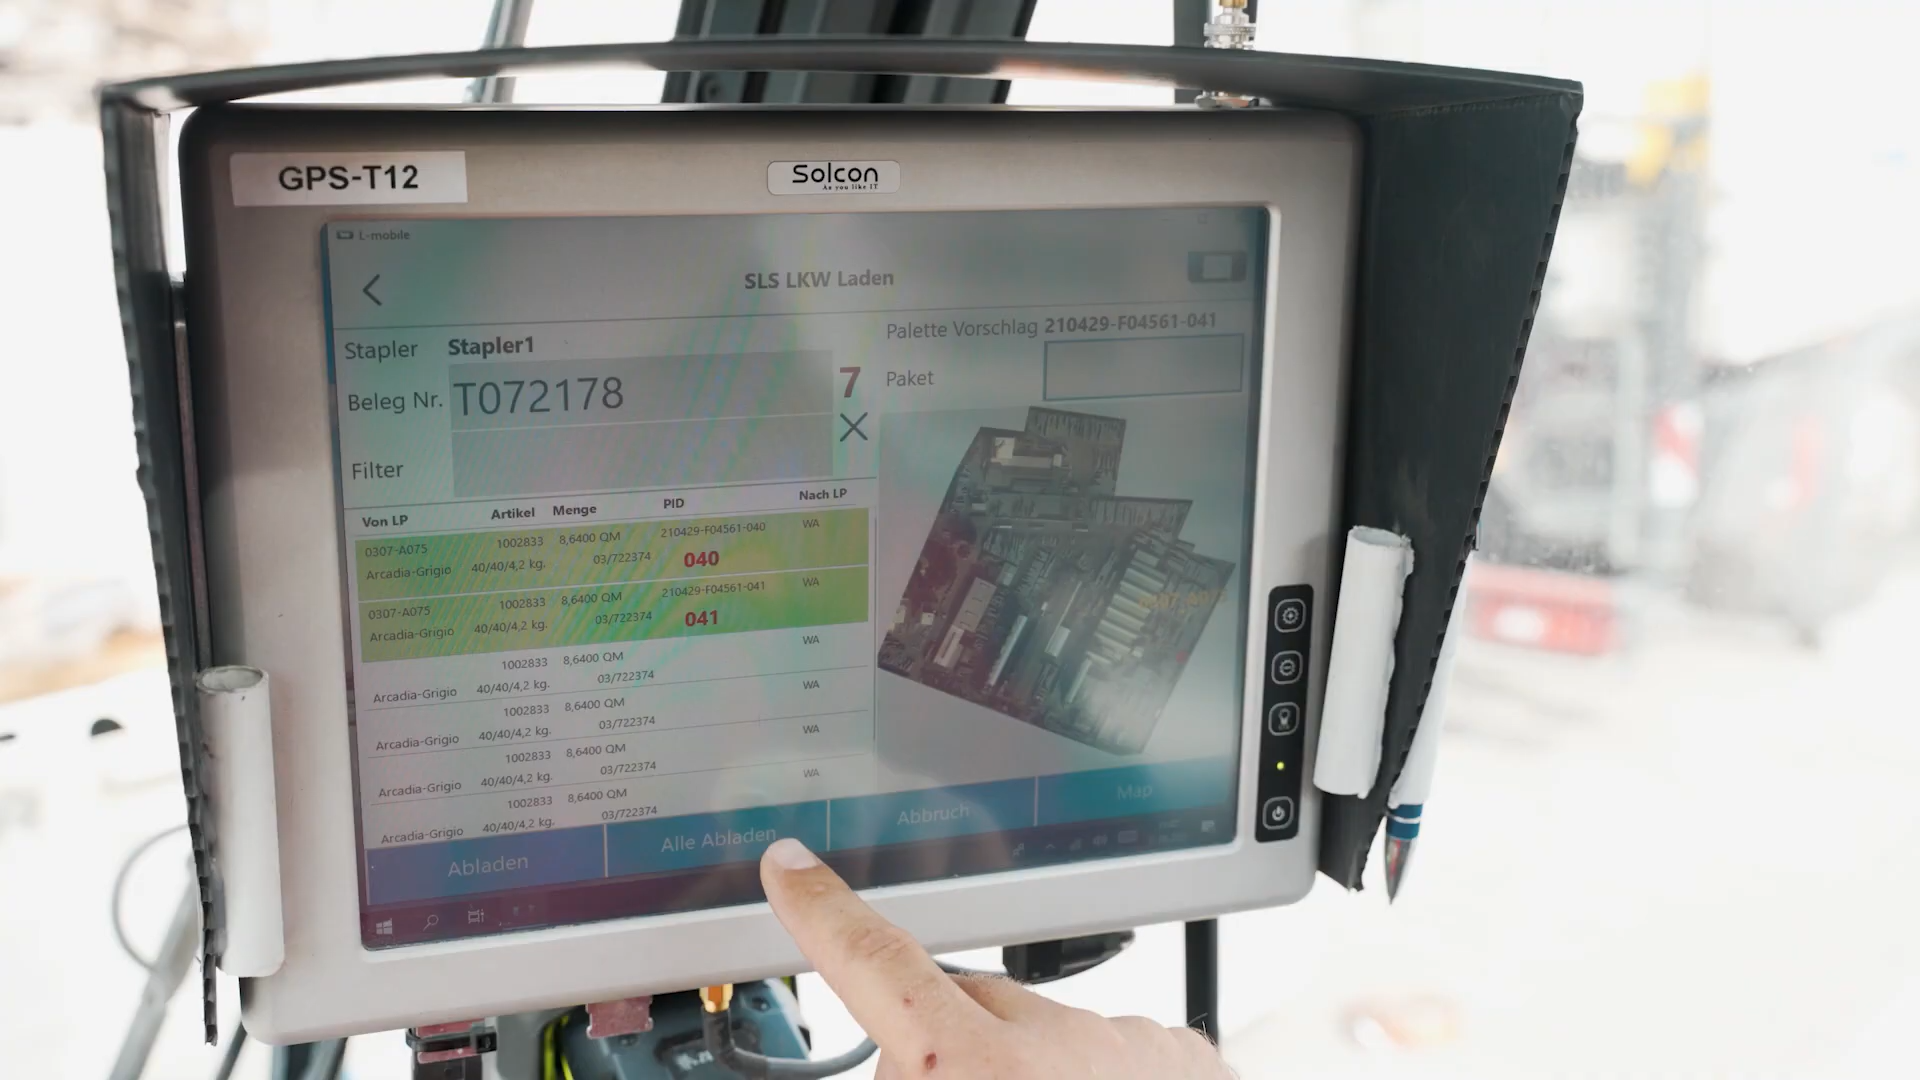 GPS-T12
Solcon
As you like IT
L-mobile
SLS LKW Laden
Stapler Stapler1
Beleg Nr. T072178
7
Filter
Palette Vorschlag 210429-F04561-041
Paket
Von LP Artikel Menge PID Nach LP
0307-A075 1002833 8,6400 QM 210429-F04561-040 WA
Arcadia-Grigio 40/40/4,2 kg. 03/722374 040
0307-A075 1002833 8,6400 QM 210429-F04561-041 WA
Arcadia-Grigio 40/40/4,2 kg. 03/722374 041
1002833 8,6400 QM WA
Arcadia-Grigio 40/40/4,2 kg. 03/722374
1002833 8,6400 QM WA
Arcadia-Grigio 40/40/4,2 kg. 03/722374
1002833 8,6400 QM WA
Arcadia-Grigio 40/40/4,2 kg. 03/722374
1002833 8,6400 QM WA
Arcadia-Grigio 40/40/4,2 kg. 03/722374
Abladen Alle Abladen Abbruch Map